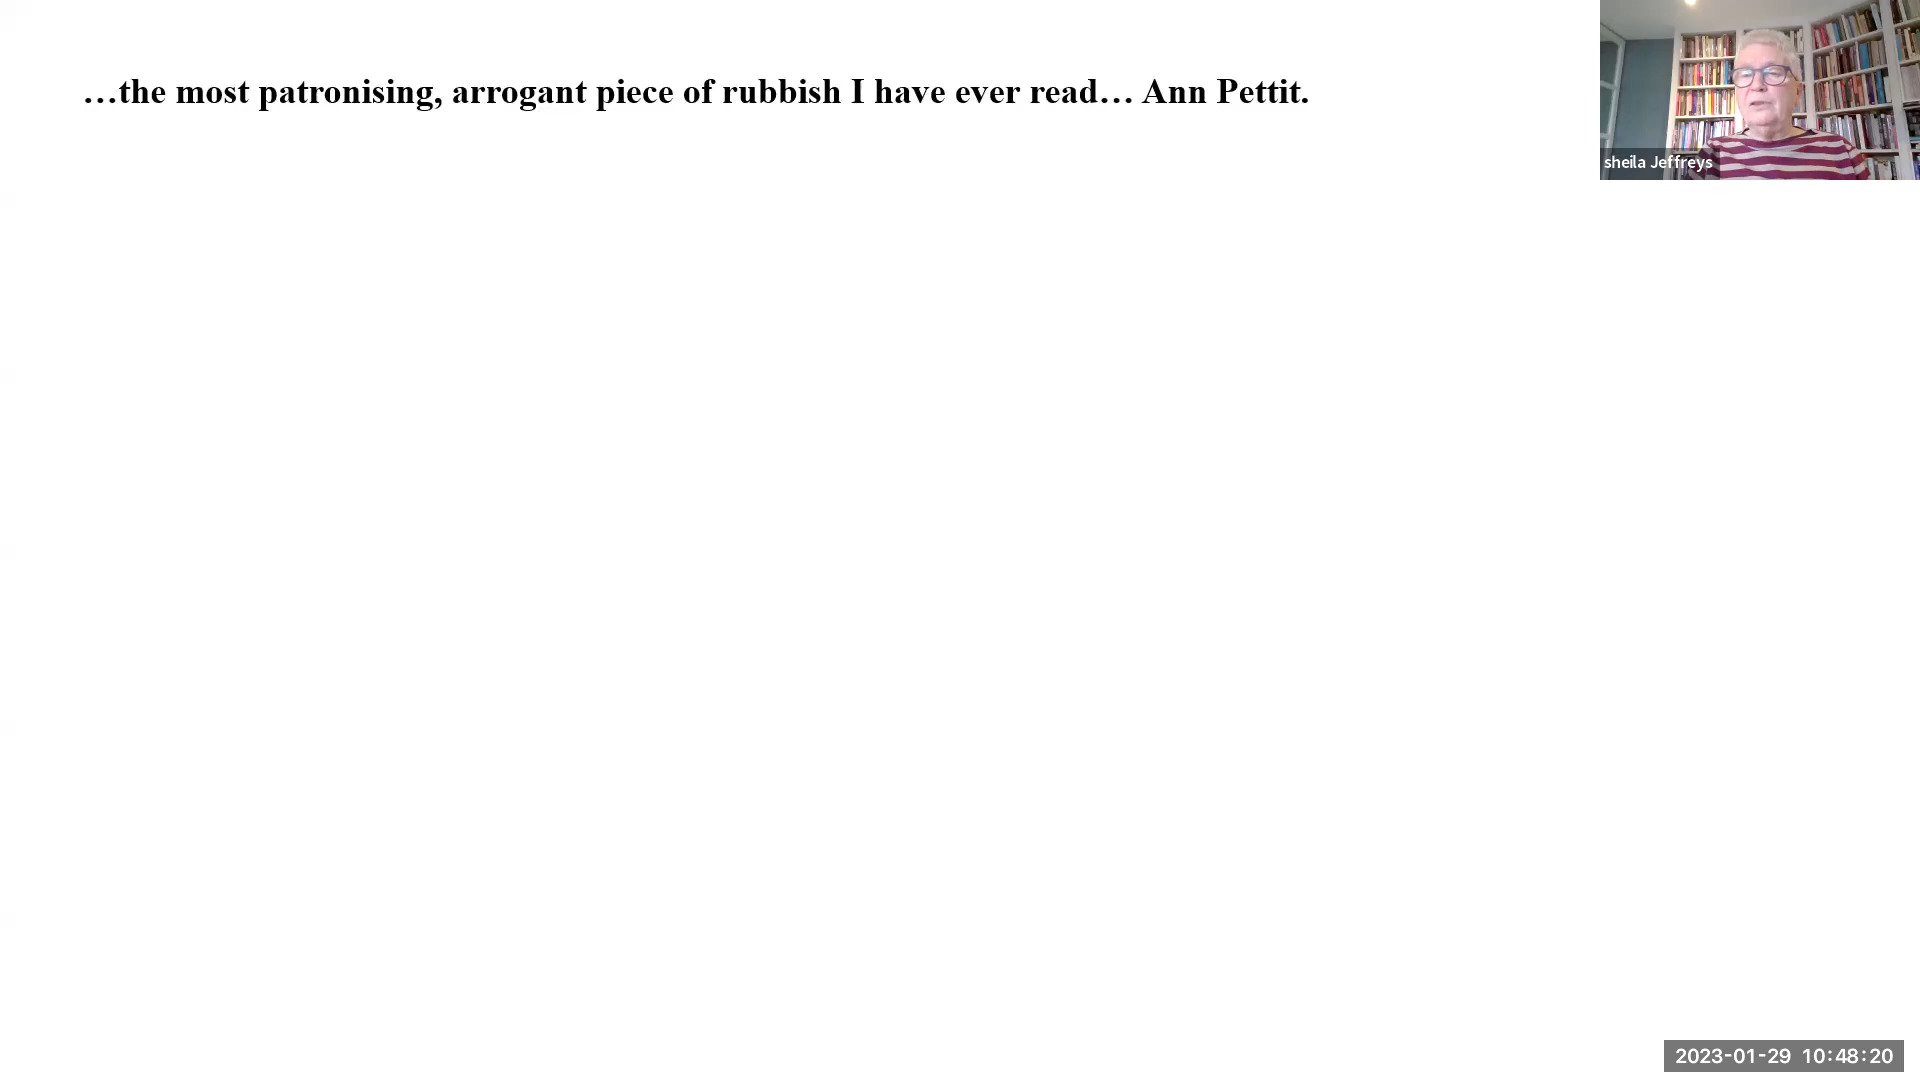 …the most patronising, arrogant piece of rubbish I have ever read… Ann Pettit.
sheila Jeffreys
2023-01-29 10:48:20